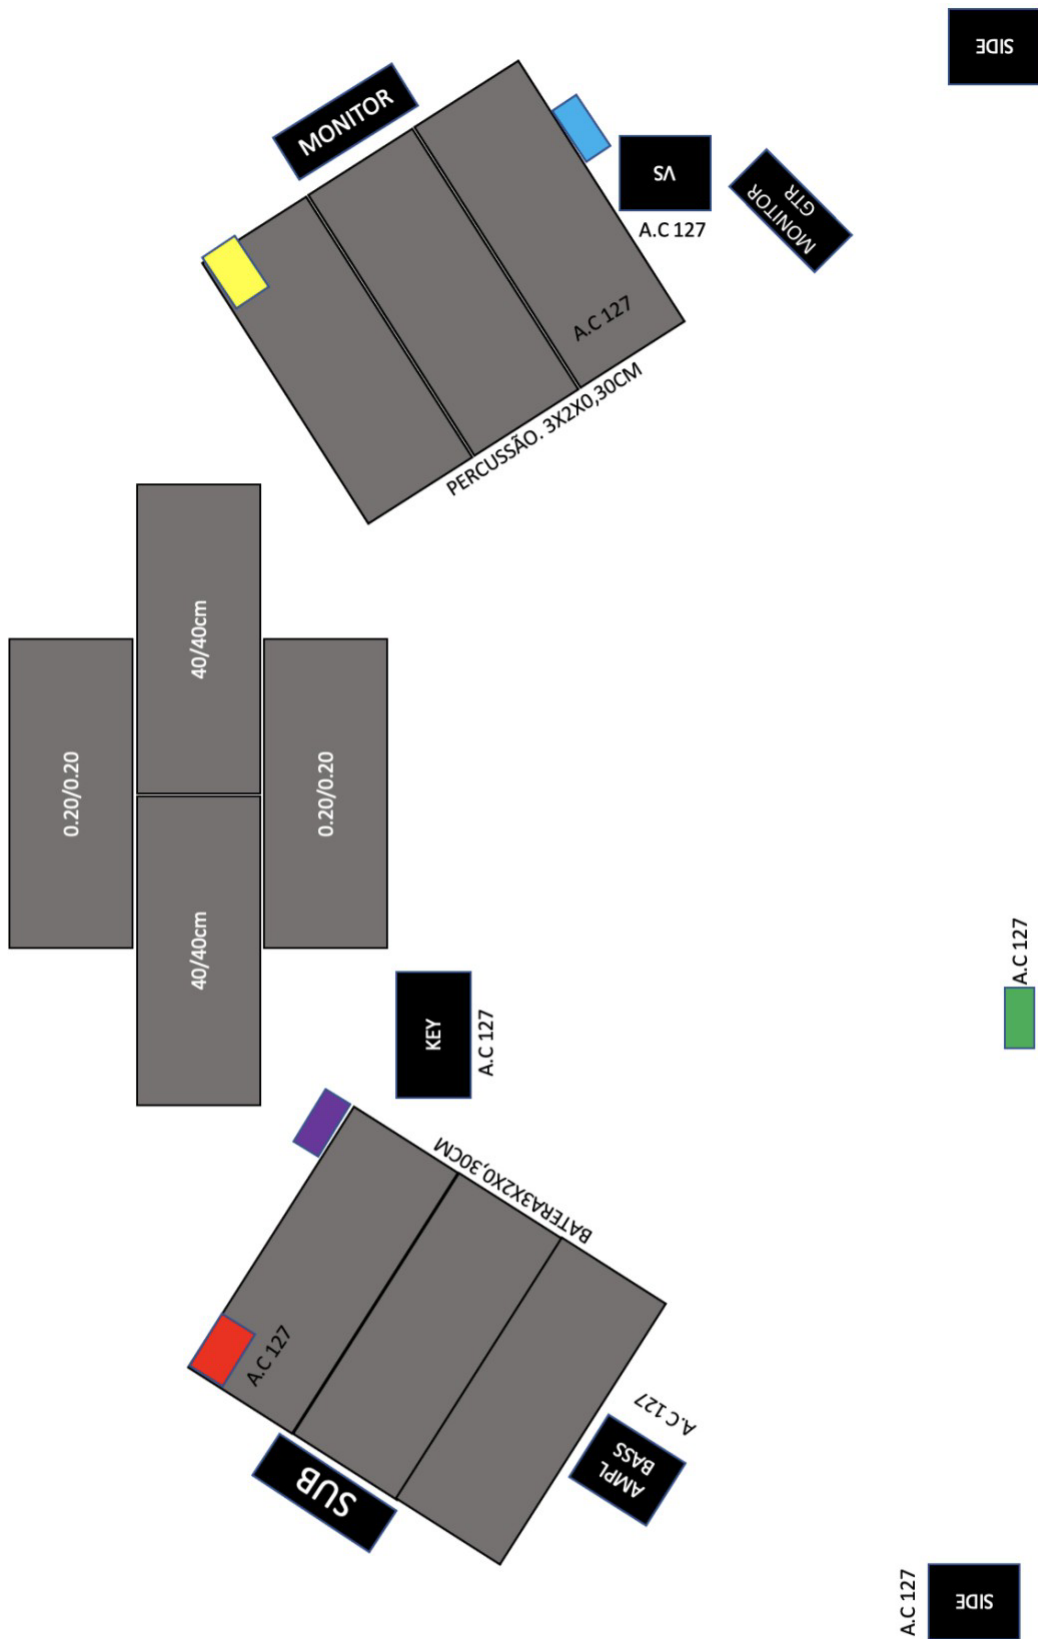 SIDE
MONITOR
VS
A.C 127
MONITOR
GTR
A.C 127
PERCUSSÃO. 3X2X0,30CM
40/40cm
0.20/0.20
0.20/0.20
40/40cm
A.C 127
KEY
A.C 127
BATERA3X2X0,30CM
A.C 127
SUB
A.C 127
AMPL
BASS
A.C 127
SIDE